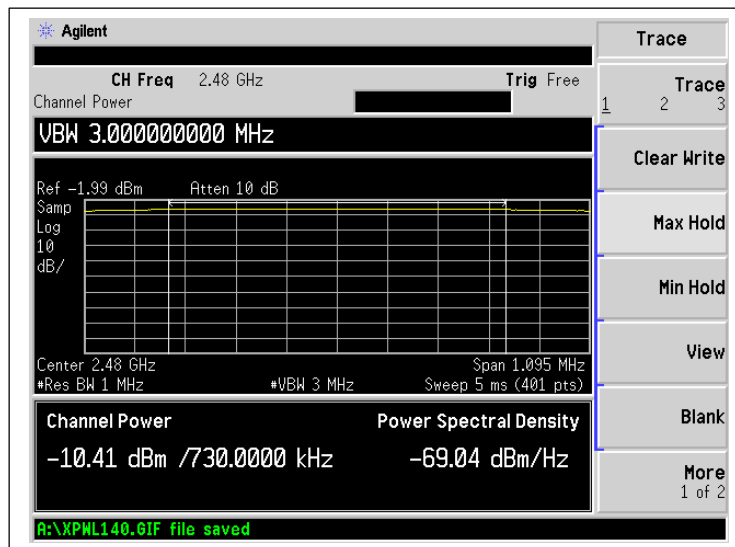 Agilent
Trace
CH Freq 2.48 GHz Trig Free
Channel Power
Trace
1 2 3
VBW 3.000000000 MHz
Clear Write
Ref -1.99 dBm Atten 10 dB
Samp
Log
10
dB/
Max Hold
Min Hold
View
Center 2.48 GHz Span 1.095 MHz
#Res BW 1 MHz #VBW 3 MHz Sweep 5 ms (401 pts)
Channel Power Power Spectral Density
Blank
-10.41 dBm /730.0000 kHz -69.04 dBm/Hz
More
1 of 2
A:\XPWL140.GIF file saved